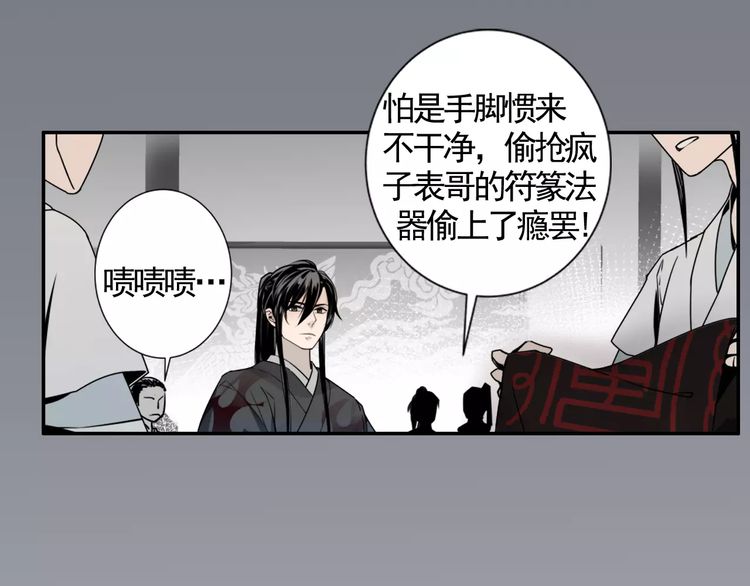 怕是手脚惯来
不干净，偷抢疯
子表哥的符篆法
器偷上了瘾罢！
啧啧啧…